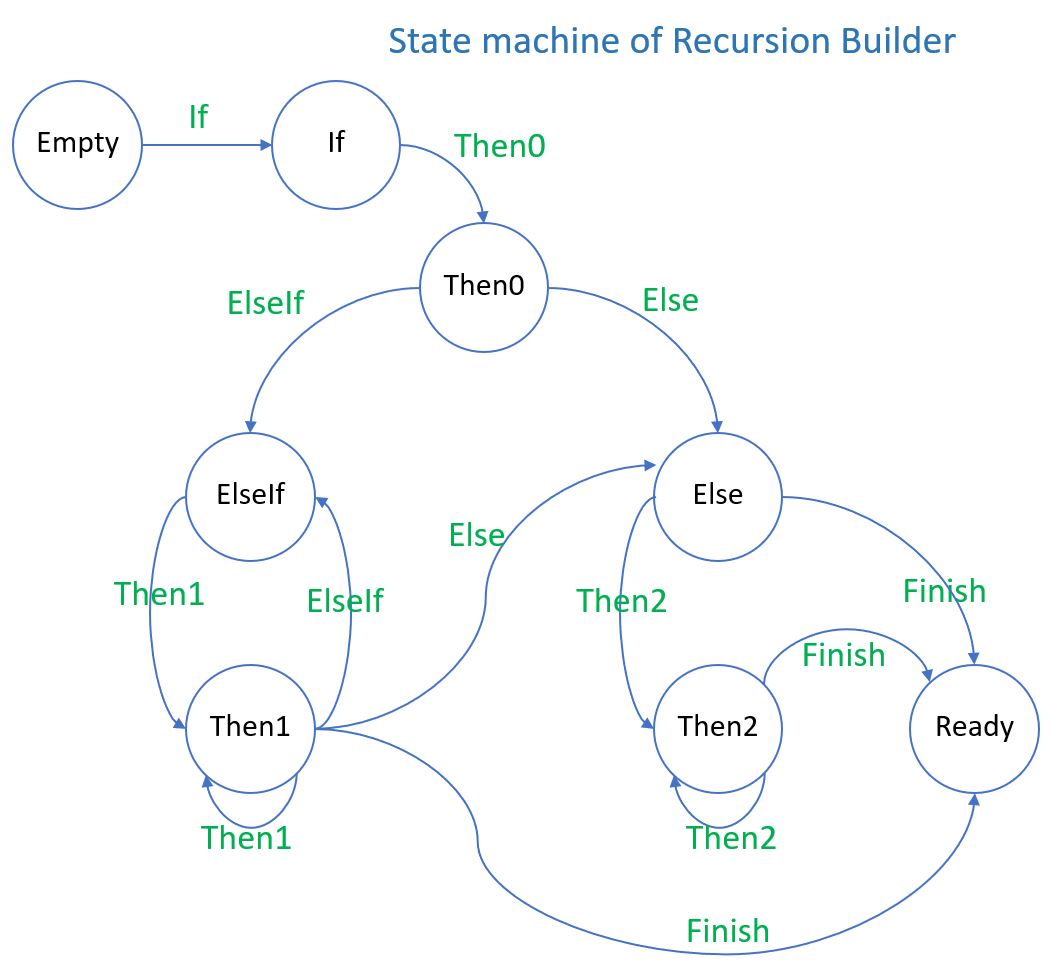 State machine of Recursion Builder
If
Empty
If
Then0
Then0
ElseIf
Else
ElseIf
Else
Else
Then1
ElseIf
Then2
Finish
Finish
Then1
Then2
Ready
Then1
Then2
Finish